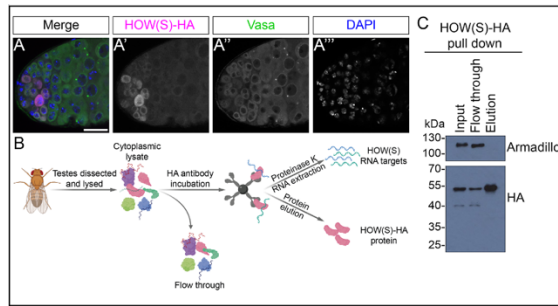 Merge
HOW(S)-HA
Vasa
DAPI
A
A'
A''
A'''
B
Testes dissected
and lysed
Cytoplasmic
lysate
HA antibody
incubation
Proteinase K
RNA extraction
HOW(S)
RNA targets
Protein
elution
HOW(S)-HA
protein
Flow through
C
HOW(S)-HA
pull down
kDa
Input
Flow through
Elution
130
100
Armadillo
70
55
40
35
25
HA